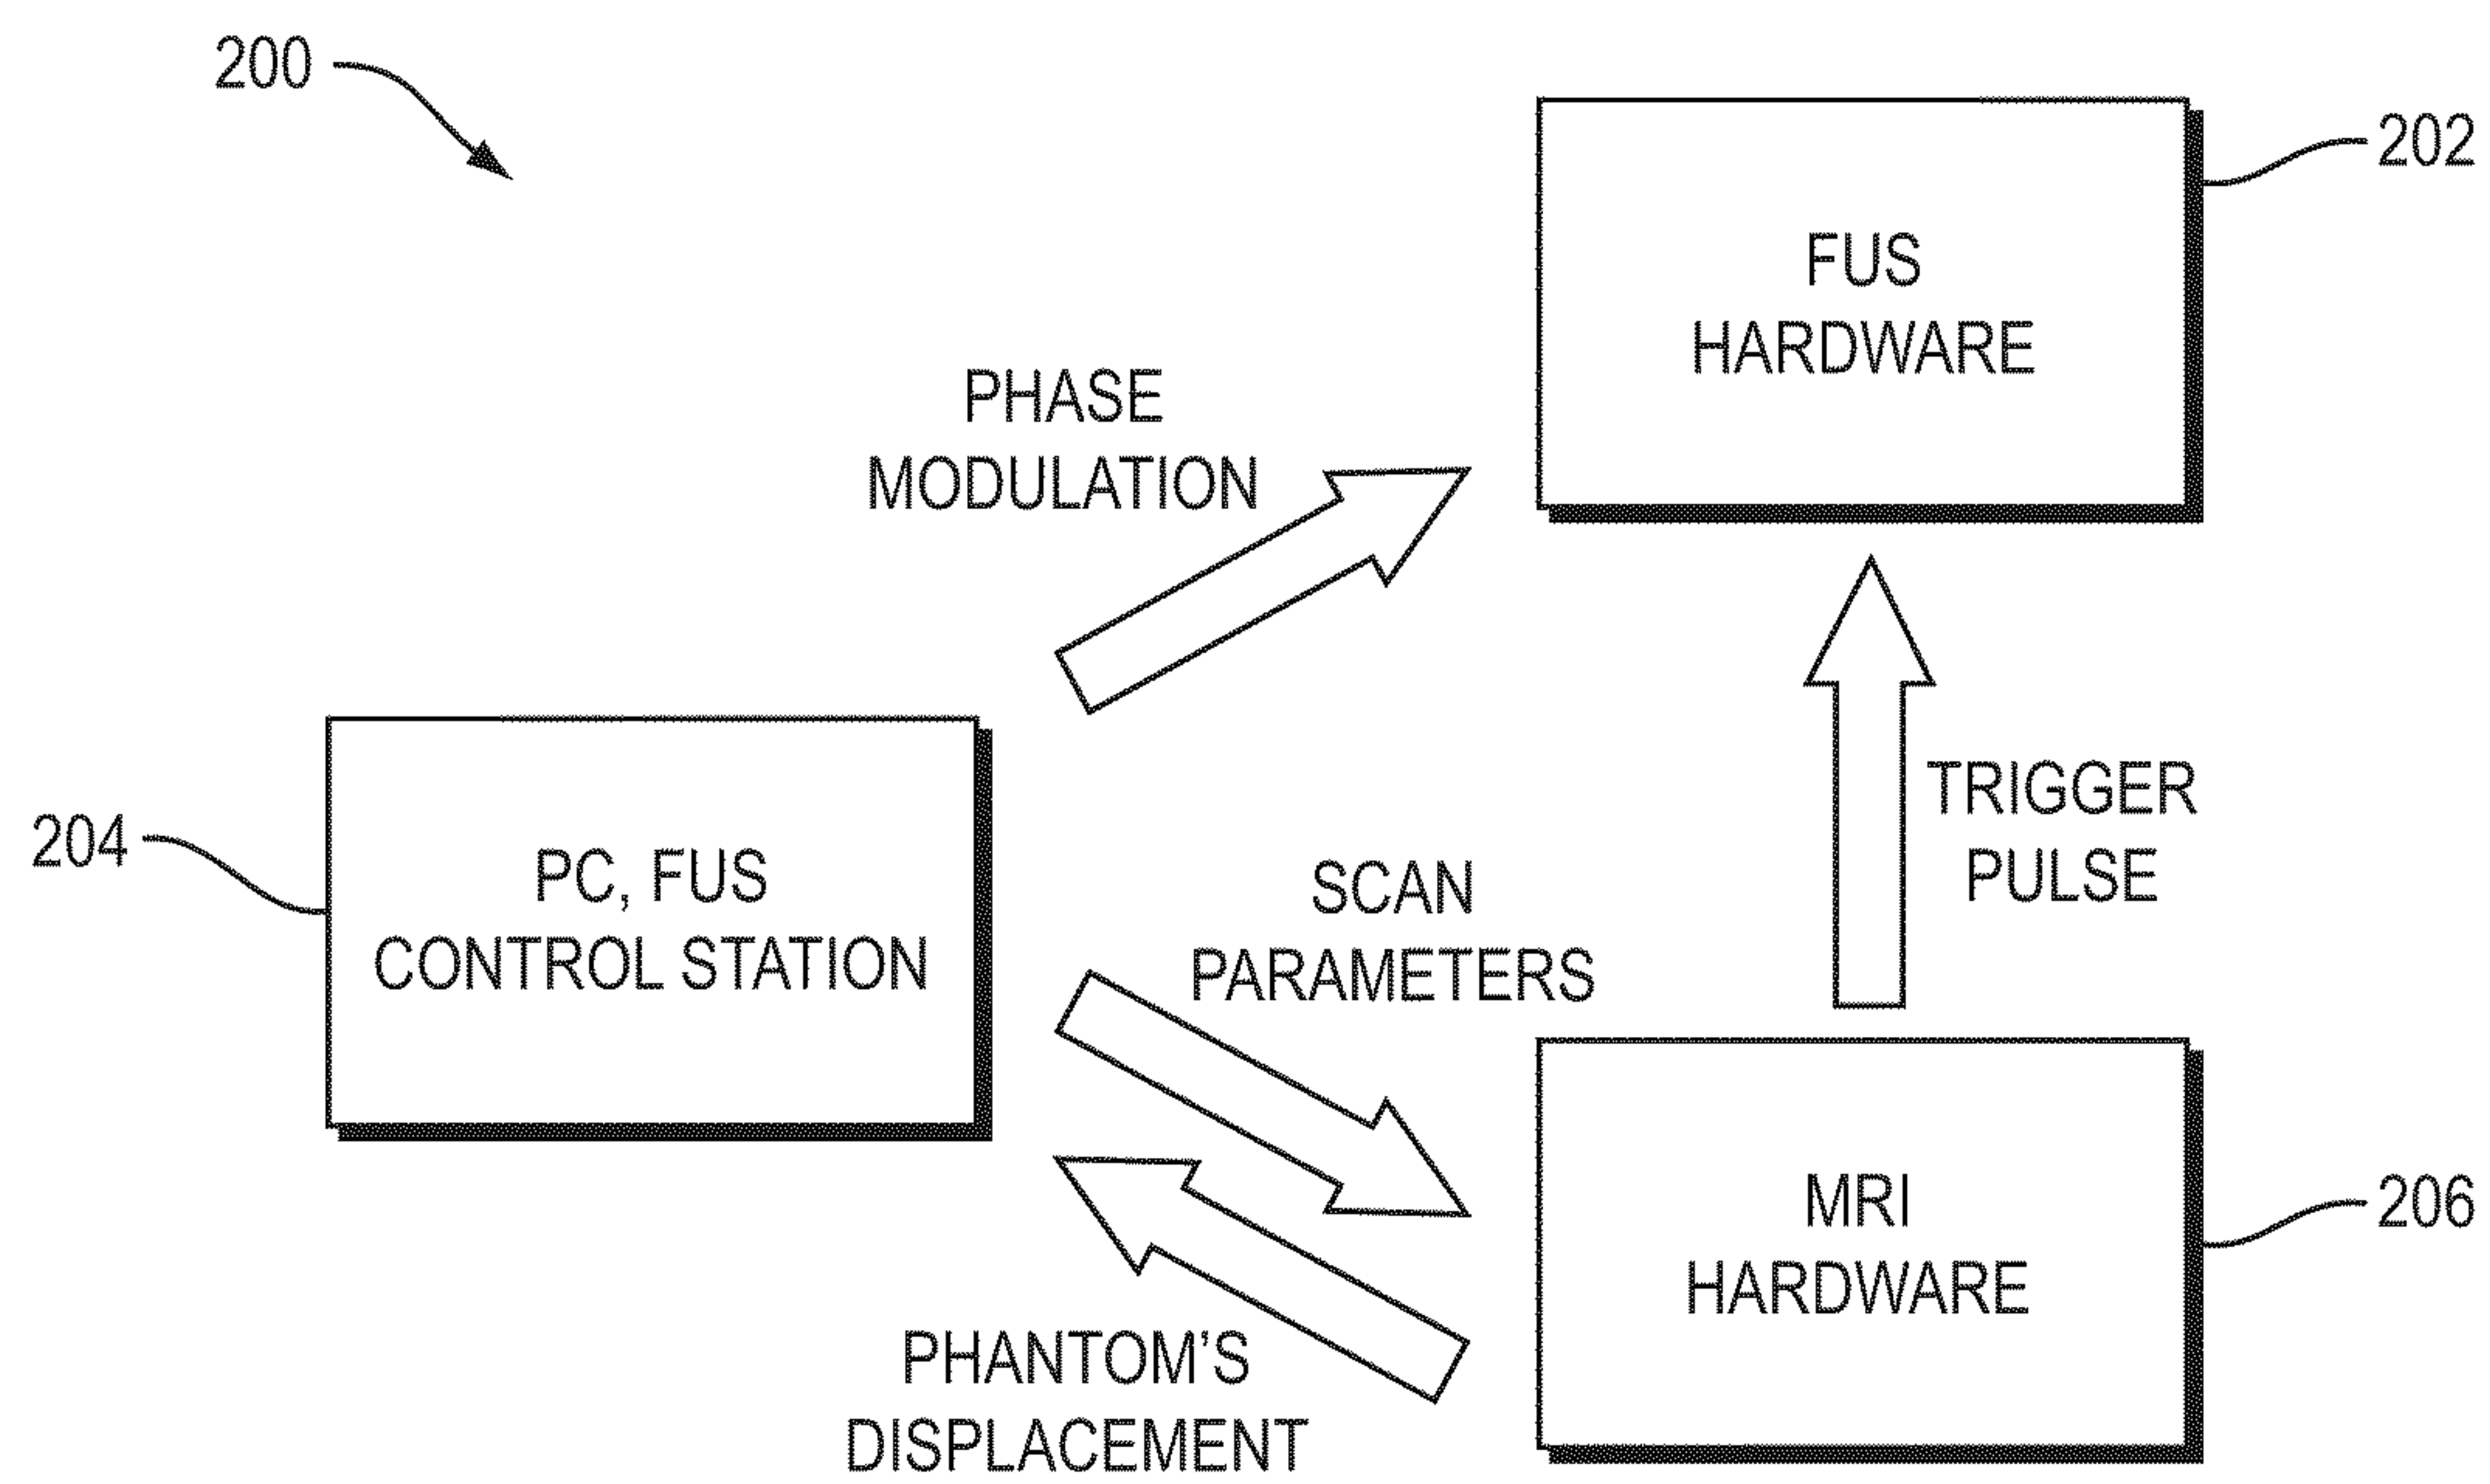 200
202
FUS
HARDWARE
PHASE
MODULATION
TRIGGER
PULSE
204
PC, FUS
CONTROL STATION
SCAN
PARAMETERS
MRI
HARDWARE
206
PHANTOM'S
DISPLACEMENT